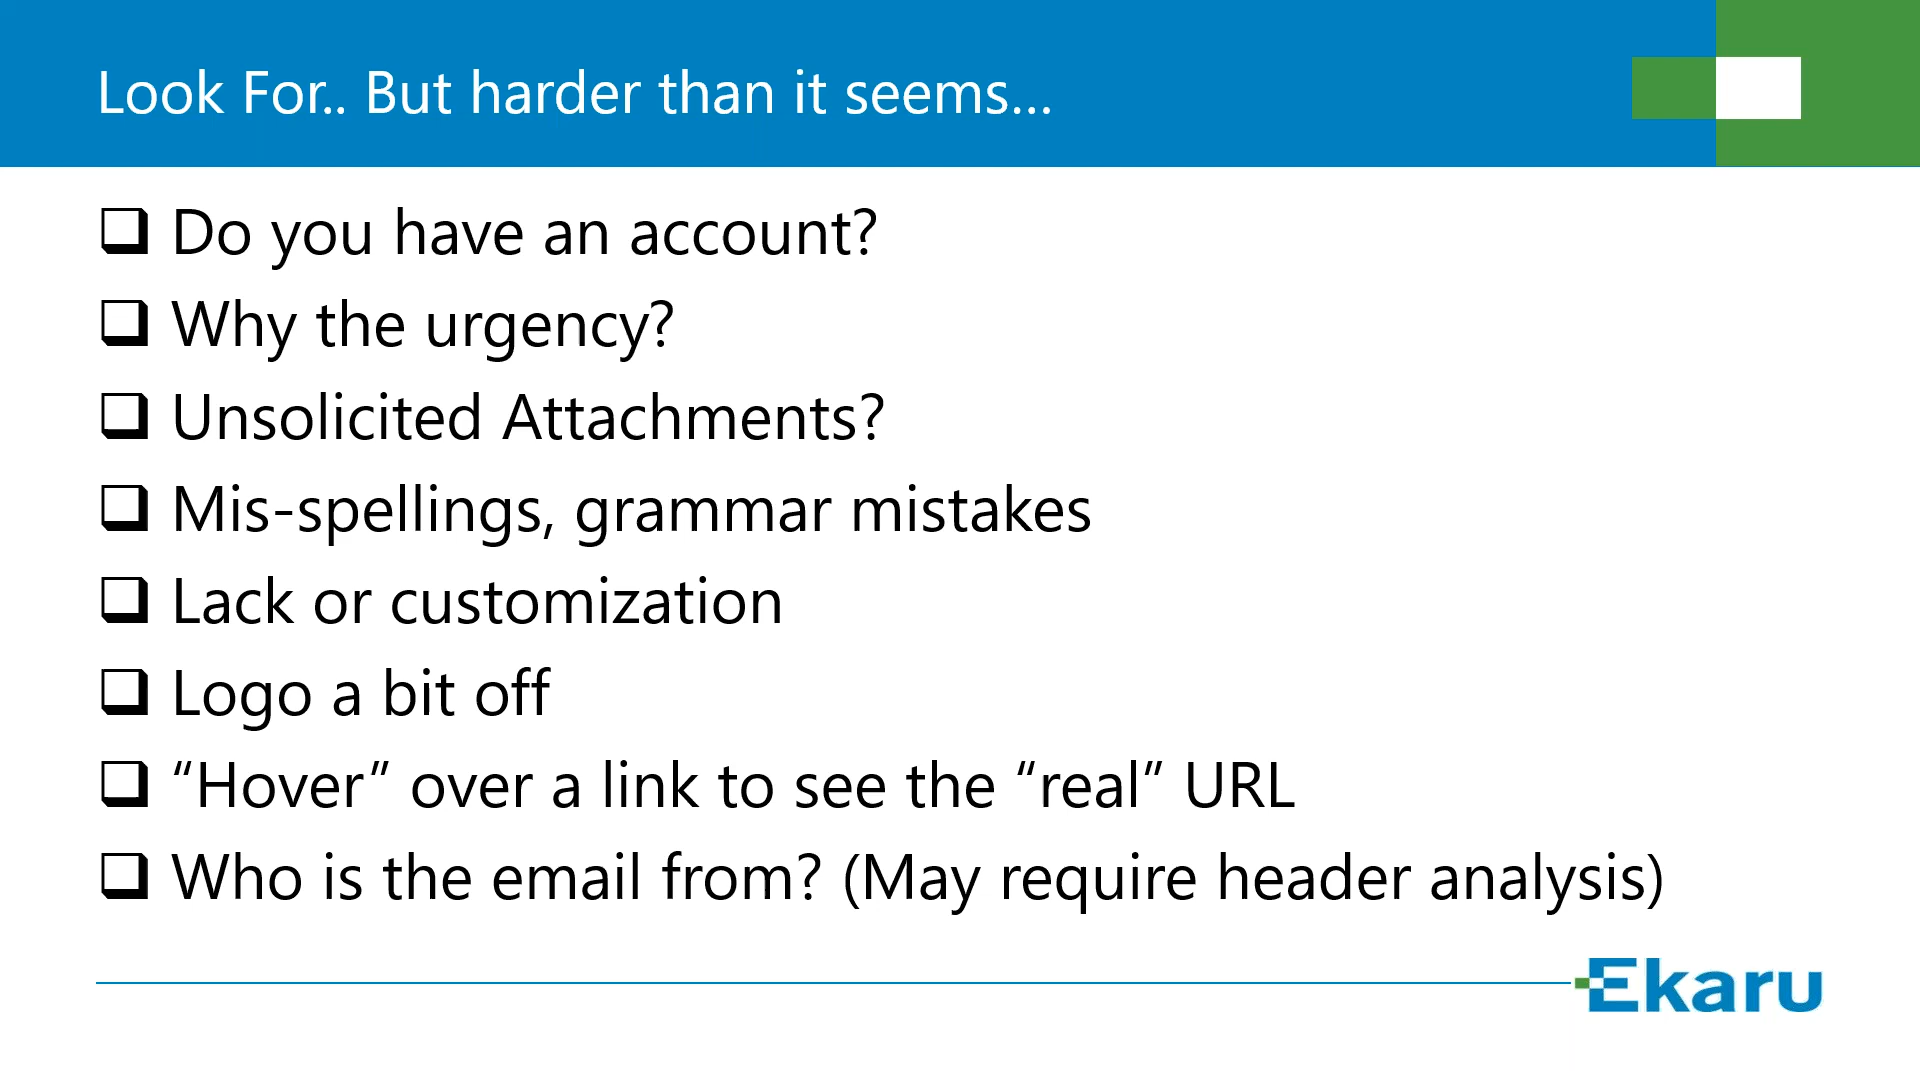 Look For.. But harder than it seems...
Do you have an account?
Why the urgency?
Unsolicited Attachments?
Mis-spellings, grammar mistakes
Lack or customization
Logo a bit off
“Hover” over a link to see the “real” URL
Who is the email from? (May require header analysis)
Ekaru